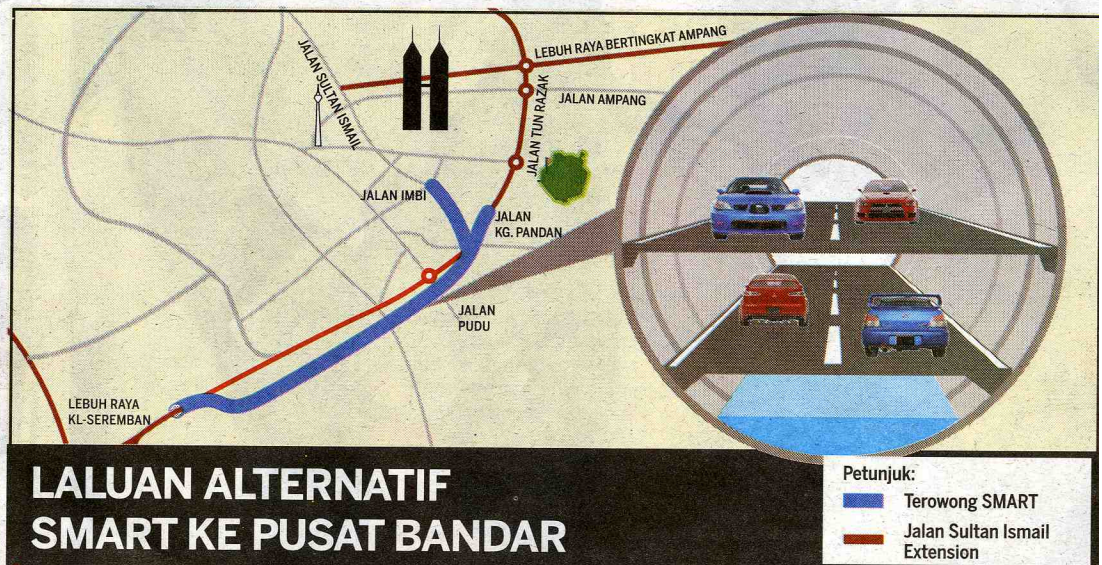 LEBUH RAYA BERTINGKAT AMPANG
JALAN SULTAN ISMAIL
JALAN TUN RAZAK
JALAN AMPANG
JALAN IMBI
JALAN
KG. PANDAN
JALAN
PUDU
LEBUH RAYA
KL-SEREMBAN
LALUAN ALTERNATIF
SMART KE PUSAT BANDAR
Petunjuk:
Terowong SMART
Jalan Sultan Ismail
Extension